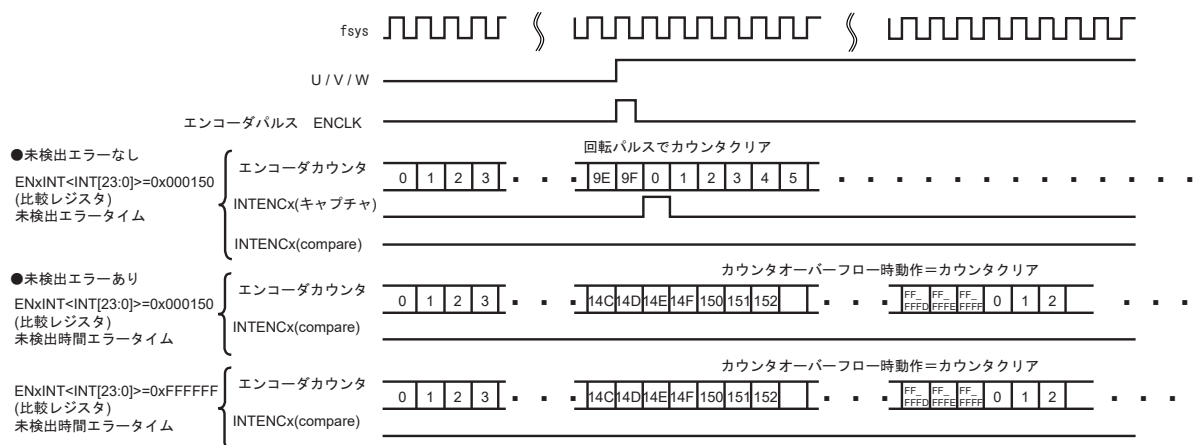 fsys
U / V / W
エンコーダパルス ENCLK
●未検出エラーなし
ENxINT<INT[23:0]>=0x000150
(比較レジスタ)
未検出エラータイム
回転パルスでカウンタクリア
エンコーダカウンタ 0 1 2 3 9E 9F 0 1 2 3 4 5
INTENCx(キャプチャ)
INTENCx(compare)
●未検出エラーあり
ENxINT<INT[23:0]>=0x000150
(比較レジスタ)
未検出時間エラータイム
カウンタオーバーフロー時動作=カウンタクリア
エンコーダカウンタ 0 1 2 3 14C 14D 14E 14F 150 151 152 FF_FFFD FF_FFFE FF_FFFF 0 1 2
INTENCx(compare)
ENxINT<INT[23:0]>=0xFFFFFF
(比較レジスタ)
未検出時間エラータイム
カウンタオーバーフロー時動作=カウンタクリア
エンコーダカウンタ 0 1 2 3 14C 14D 14E 14F 150 151 152 FF_FFFD FF_FFFE FF_FFFF 0 1 2
INTENCx(compare)